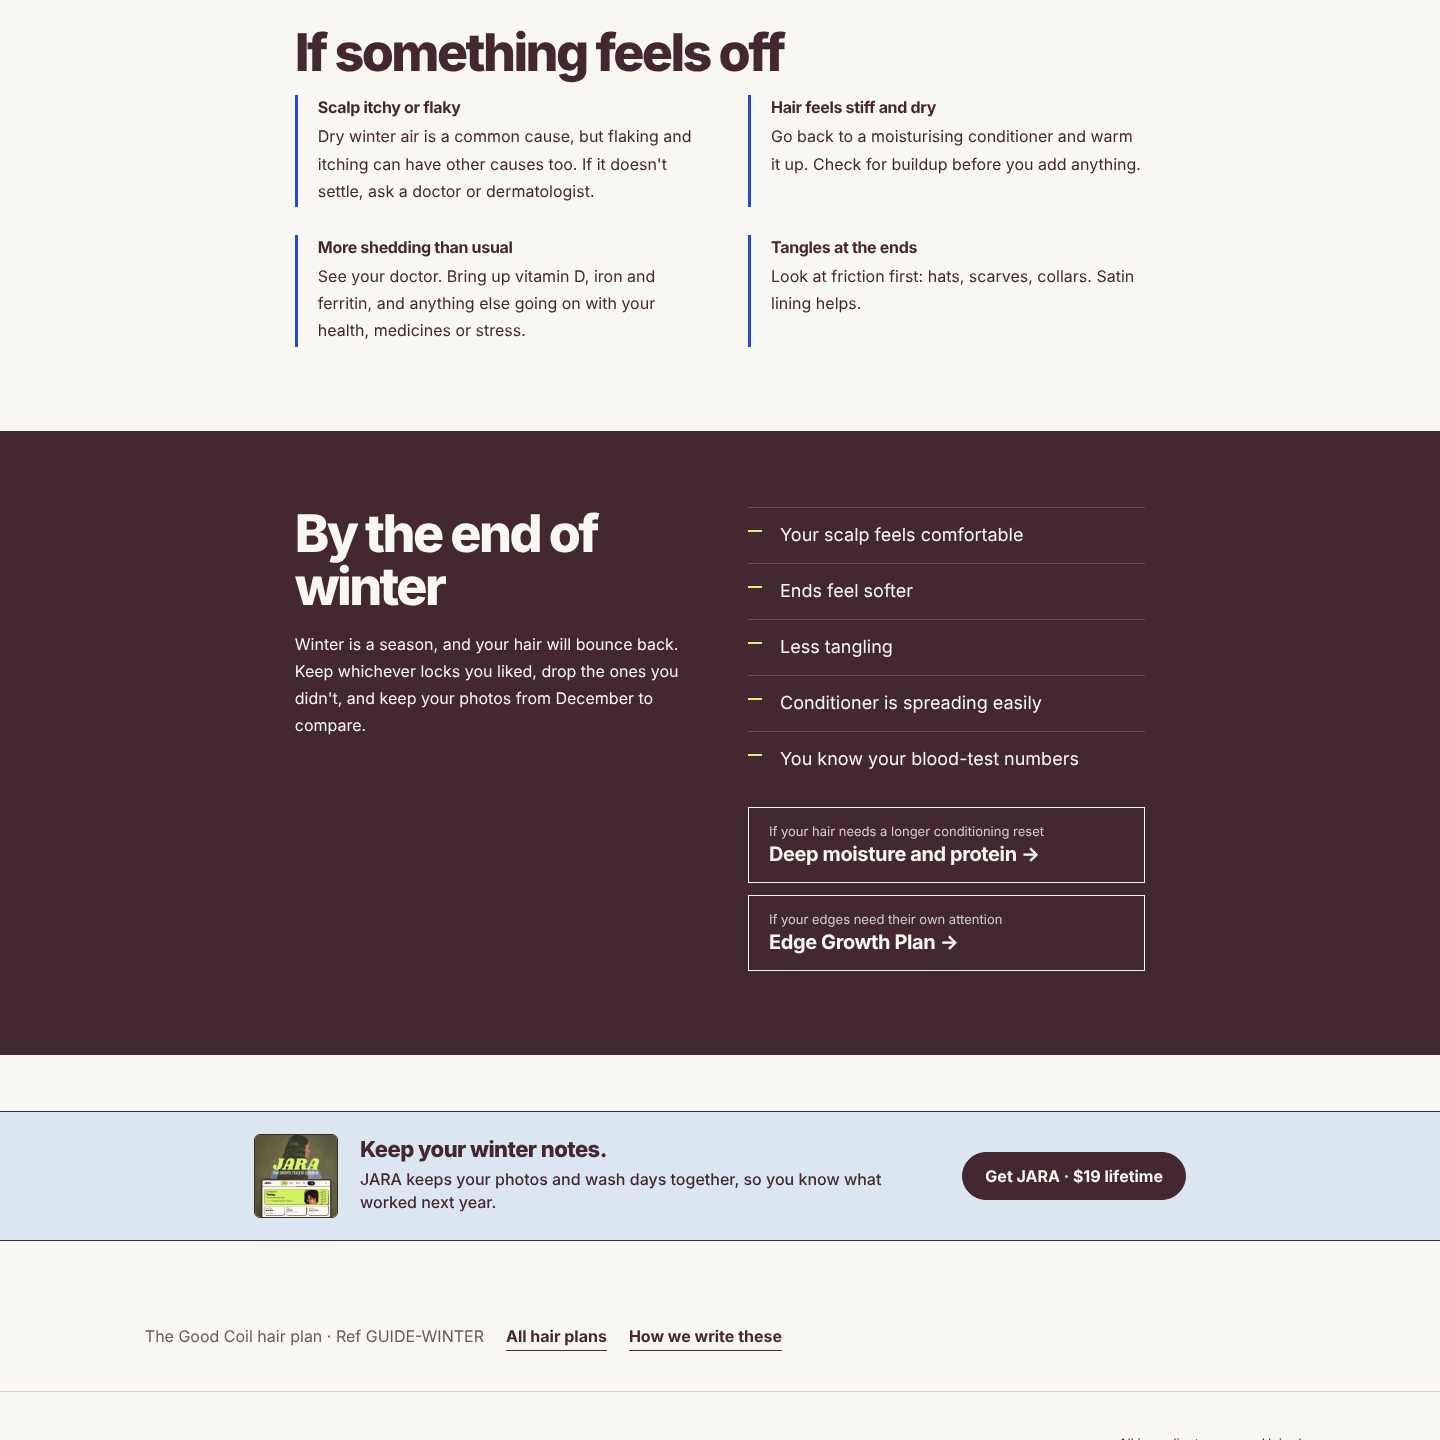 If something feels off
Scalp itchy or flaky
Dry winter air is a common cause, but flaking and
itching can have other causes too. If it doesn't
settle, ask a doctor or dermatologist.
Hair feels stiff and dry
Go back to a moisturising conditioner and warm
it up. Check for buildup before you add anything.
More shedding than usual
See your doctor. Bring up vitamin D, iron and
ferritin, and anything else going on with your
health, medicines or stress.
Tangles at the ends
Look at friction first: hats, scarves, collars. Satin
lining helps.
By the end of
winter
Winter is a season, and your hair will bounce back.
Keep whichever locks you liked, drop the ones you
didn't, and keep your photos from December to
compare.
Your scalp feels comfortable
Ends feel softer
Less tangling
Conditioner is spreading easily
You know your blood-test numbers
If your hair needs a longer conditioning reset
Deep moisture and protein →
If your edges need their own attention
Edge Growth Plan →
JARA
Keep your winter notes.
JARA keeps your photos and wash days together, so you know what
worked next year.
Get JARA · $19 lifetime
The Good Coil hair plan · Ref GUIDE-WINTER
All hair plans
How we write these